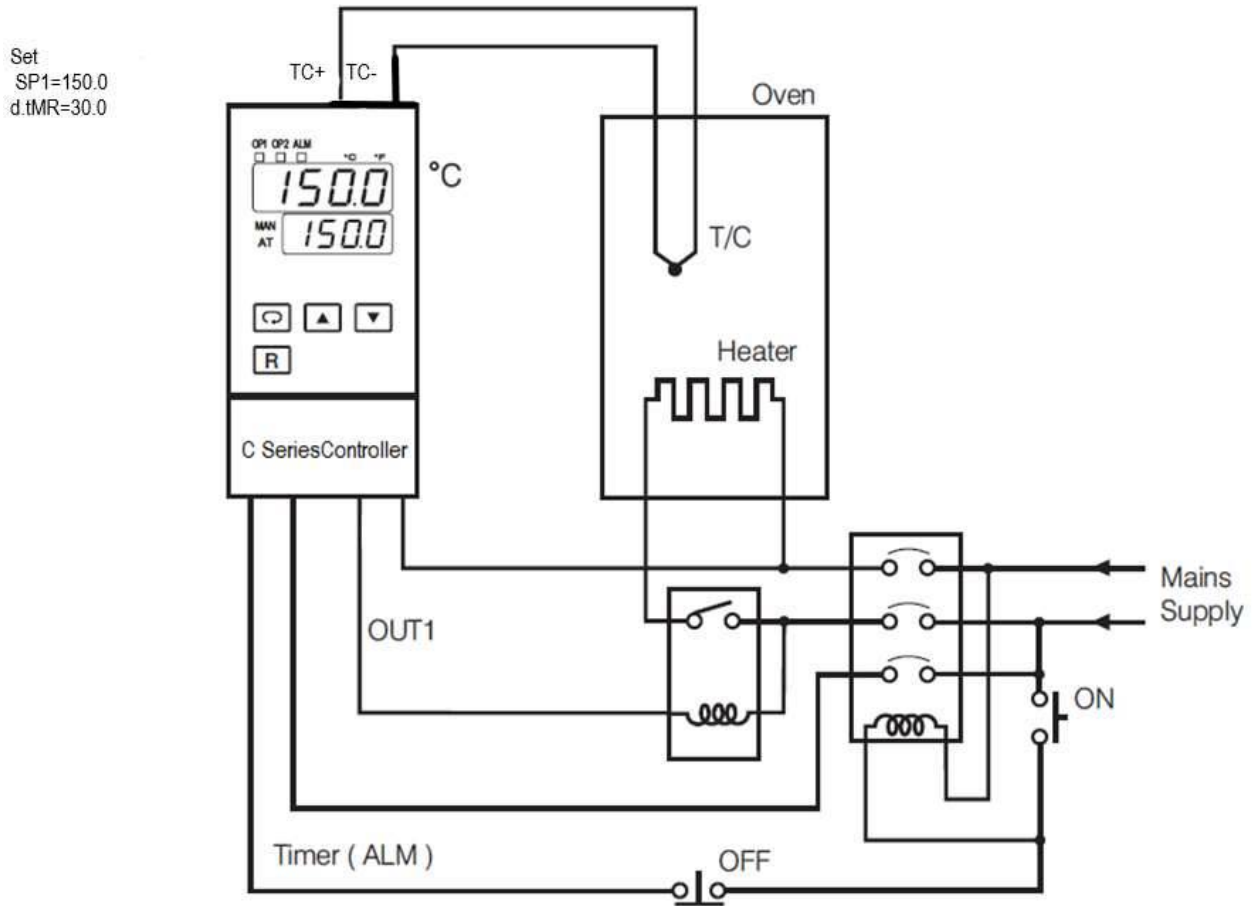 Set
SP1=150.0
d.tMR=30.0
TC+ TC-
Oven
OP1 OP2 ALM
°C °F
150.0
°C
MAN
AT
150.0
T/C
R
Heater
C SeriesController
Mains
Supply
OUT1
ON
Timer ( ALM )
OFF